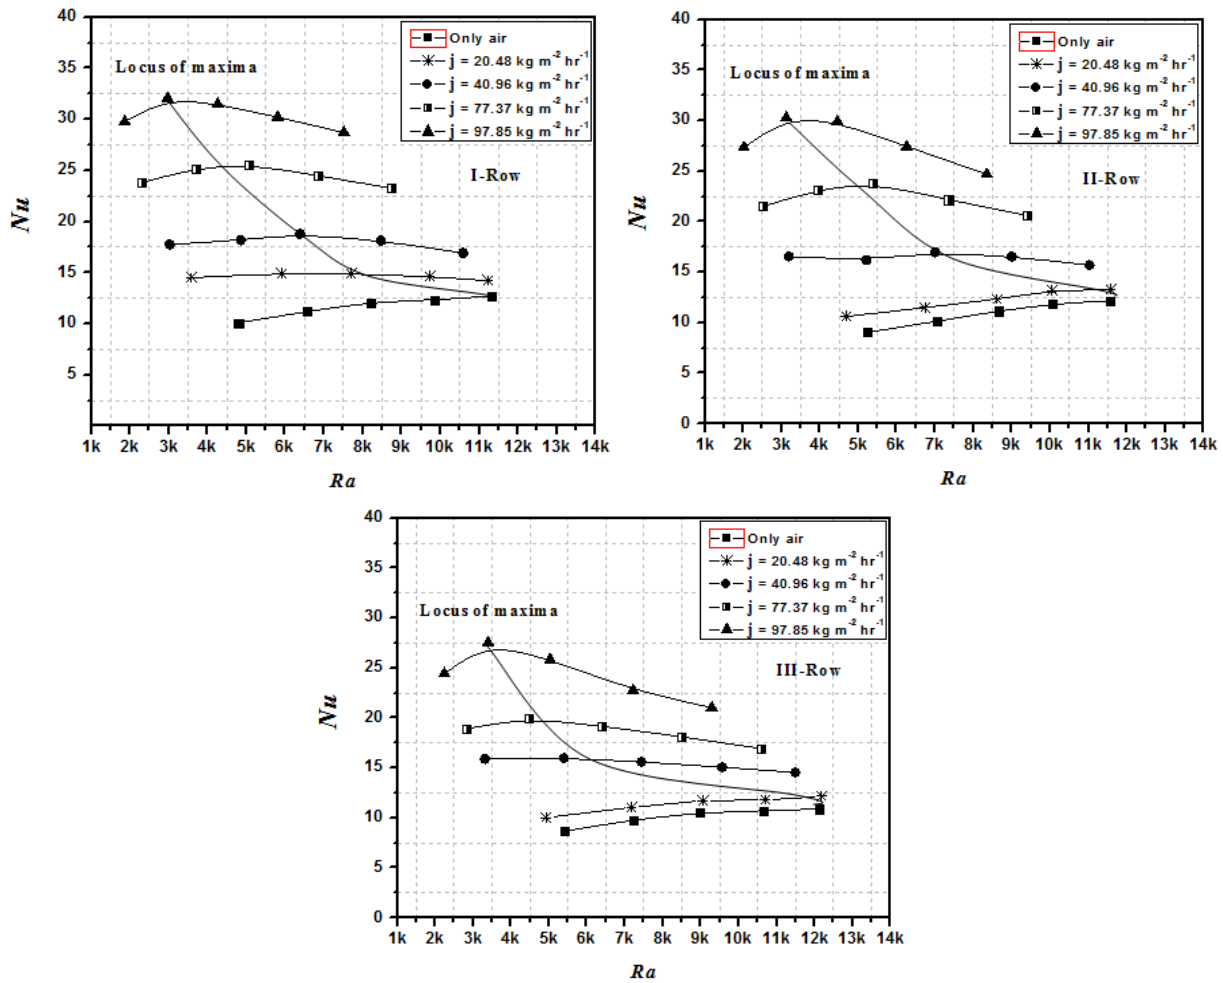 40
35
30
25
20
15
10
5
Nu
Locus of maxima
Only air
j = 20.48 kg m⁻² hr⁻¹
j = 40.96 kg m⁻² hr⁻¹
j = 77.37 kg m⁻² hr⁻¹
j = 97.85 kg m⁻² hr⁻¹
I-Row
1k 2k 3k 4k 5k 6k 7k 9k 10k 11k 12k 13k 14k
Ra
40
35
30
25
20
15
10
5
0
Nu
Locus of maxima
Only air
j = 20.48 kg m⁻² hr⁻¹
j = 40.96 kg m⁻² hr⁻¹
j = 77.37 kg m⁻² hr⁻¹
j = 97.85 kg m⁻² hr⁻¹
II-Row
1k 2k 4k 5k 6k 7k 8k 10k 11k 12k 13k 14k
Ra
40
35
30
25
20
15
10
5
0
Nu
Locus of maxima
Only air
j = 20.48 kg m⁻² hr⁻¹
j = 40.96 kg m⁻² hr⁻¹
j = 77.37 kg m⁻² hr⁻¹
j = 97.85 kg m⁻² hr⁻¹
III-Row
1k 2k 3k 4k 5k 6k 7k 9k 10k 11k 12k 13k 14k
Ra